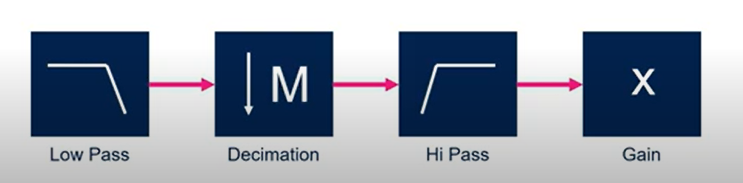 M
x
Low Pass
Decimation
Hi Pass
Gain